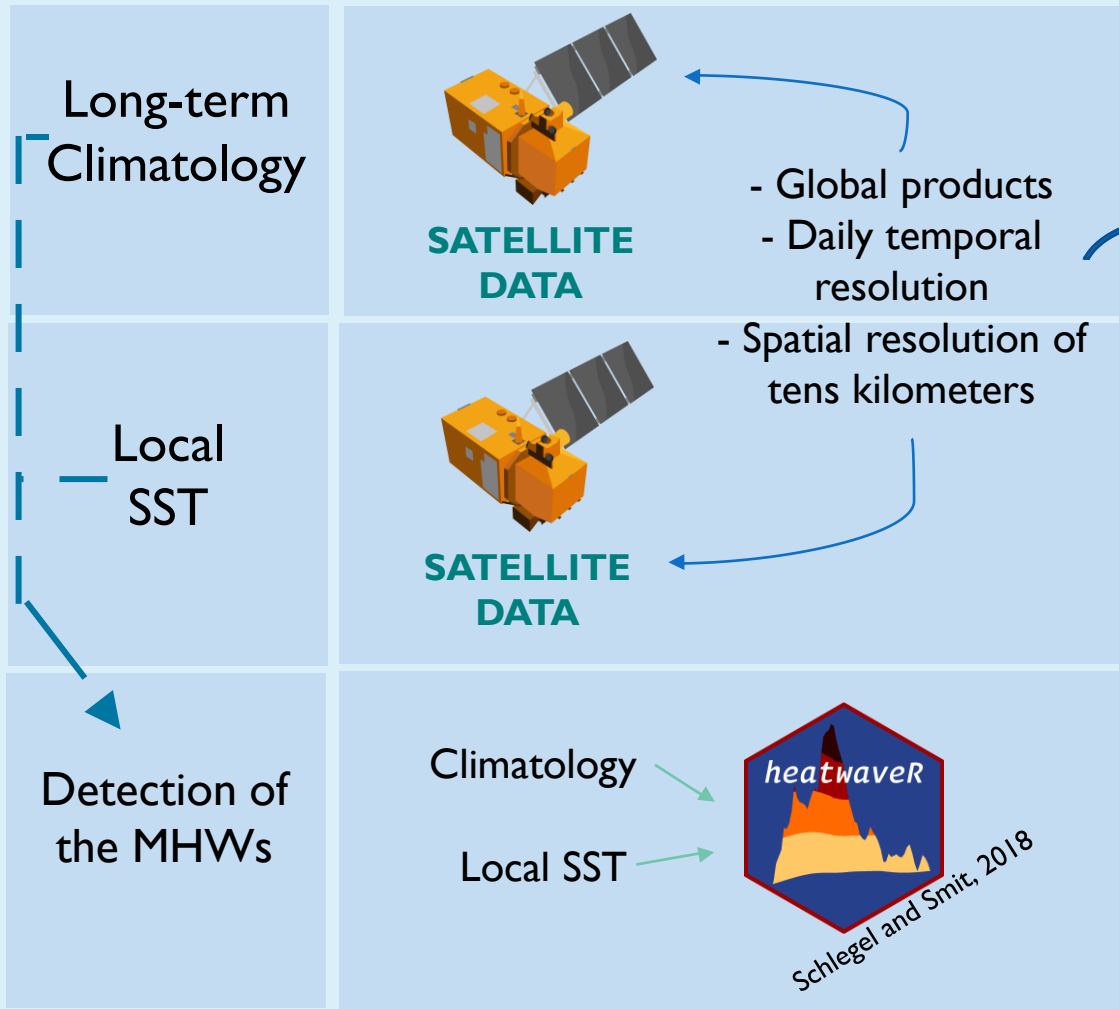 Long-term
Climatology
SATELLITE
DATA
- Global products
- Daily temporal
resolution
- Spatial resolution of
tens kilometers
Local
SST
SATELLITE
DATA
Detection of
the MHWs
Climatology
Local SST
heatwaveR
Schlegel and Smit, 2018